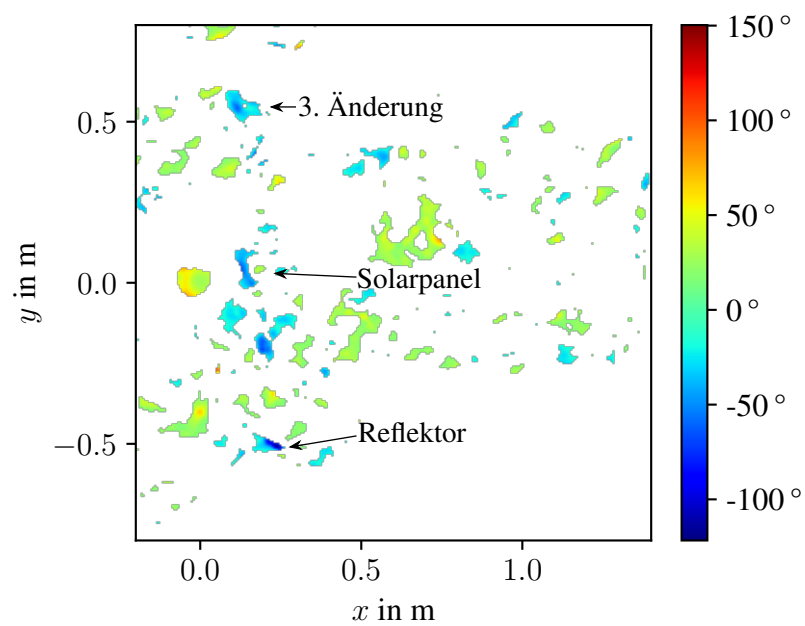 150 °
100 °
50 °
0 °
-50 °
-100 °
0.5
0.0
−0.5
y in m
3. Änderung
Solarpanel
Reflektor
0.0
0.5
1.0
x in m